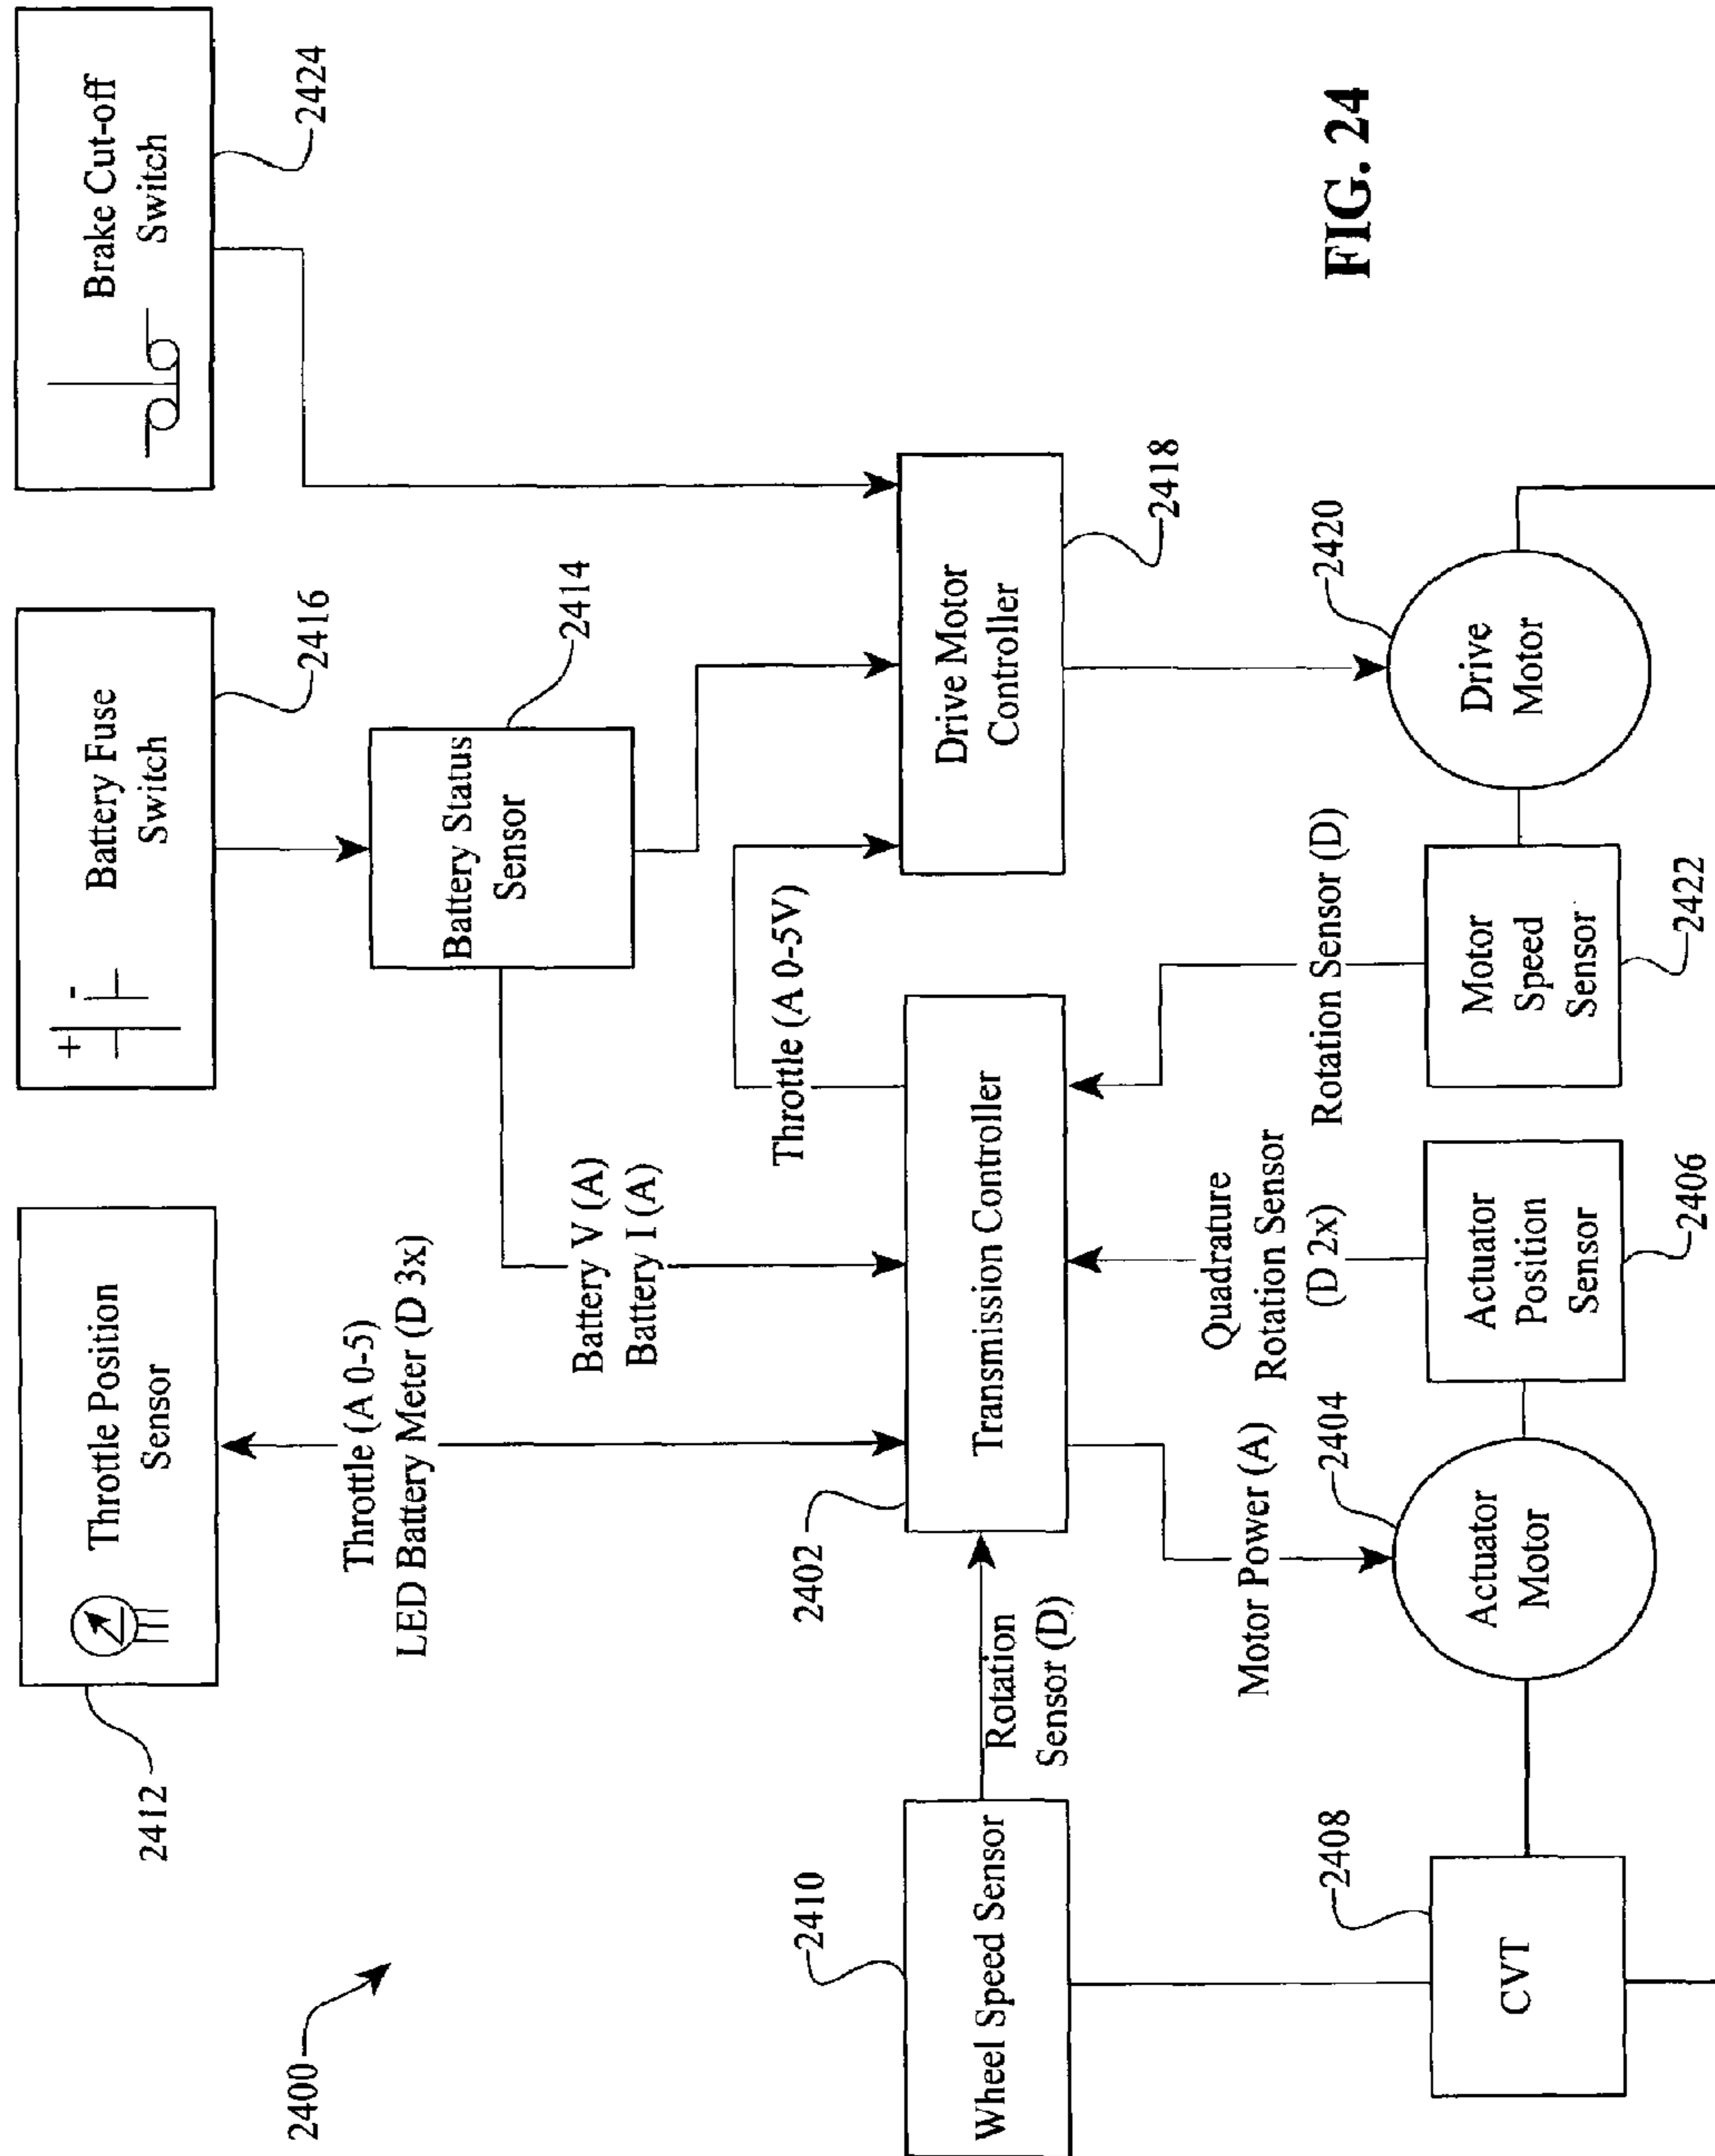 2400
2412
Throttle Position
Sensor
+
-
Battery Fuse
Switch
2416
Brake Cut-off
Switch
2424
Throttle (A 0-5)
LED Battery Meter (D 3x)
Battery Status
Sensor
2414
Battery V (A)
Battery I (A)
Throttle (A 0-5V)
2410
Wheel Speed Sensor
Rotation
Sensor (D)
2402
Transmission Controller
Drive Motor
Controller
2418
Motor Power (A)
Quadrature
Rotation Sensor
(D 2x)
Rotation Sensor (D)
2408
CVT
2404
Actuator
Motor
Actuator
Position
Sensor
2406
Motor
Speed
Sensor
2422
2420
Drive
Motor
FIG. 24